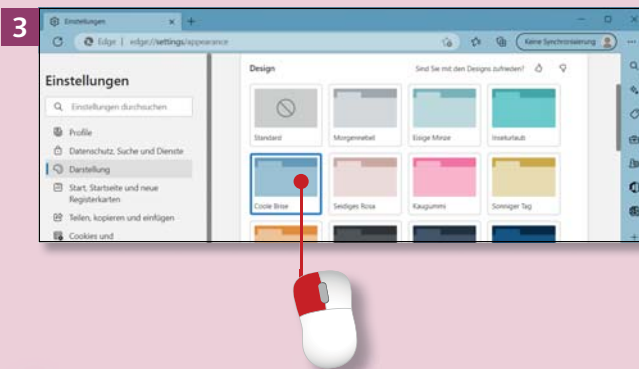 3
Einstellungen
Edge | edge://settings/appearance
Keine Synchronisierung
Einstellungen
Einstellungen durchsuchen
Profile
Datenschutz, Suche und Dienste
Darstellung
Start, Startseite und neue
Registerkarten
Teilen, kopieren und einfügen
Cookies und
Design
Sind Sie mit den Designs zufrieden?
Standard
Morgennebel
Eisige Minze
Inselurlaub
Coole Brise
Seidiges Rosa
Kaugummi
Sonniger Tag